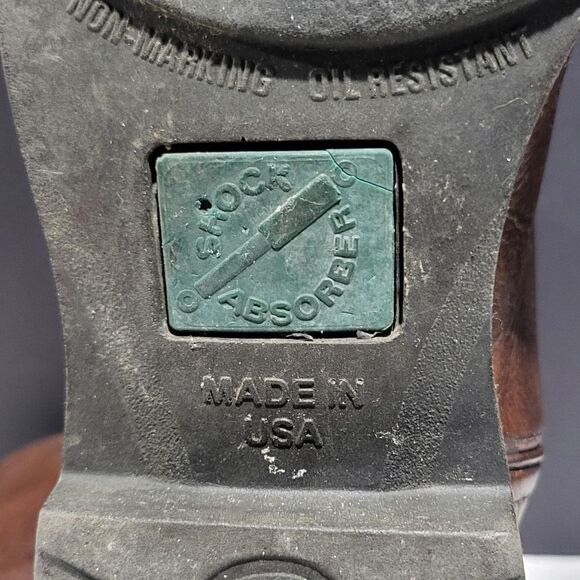 NON-MARKING OIL RESISTANT
SHOCK
ABSORBER
MADE IN
USA